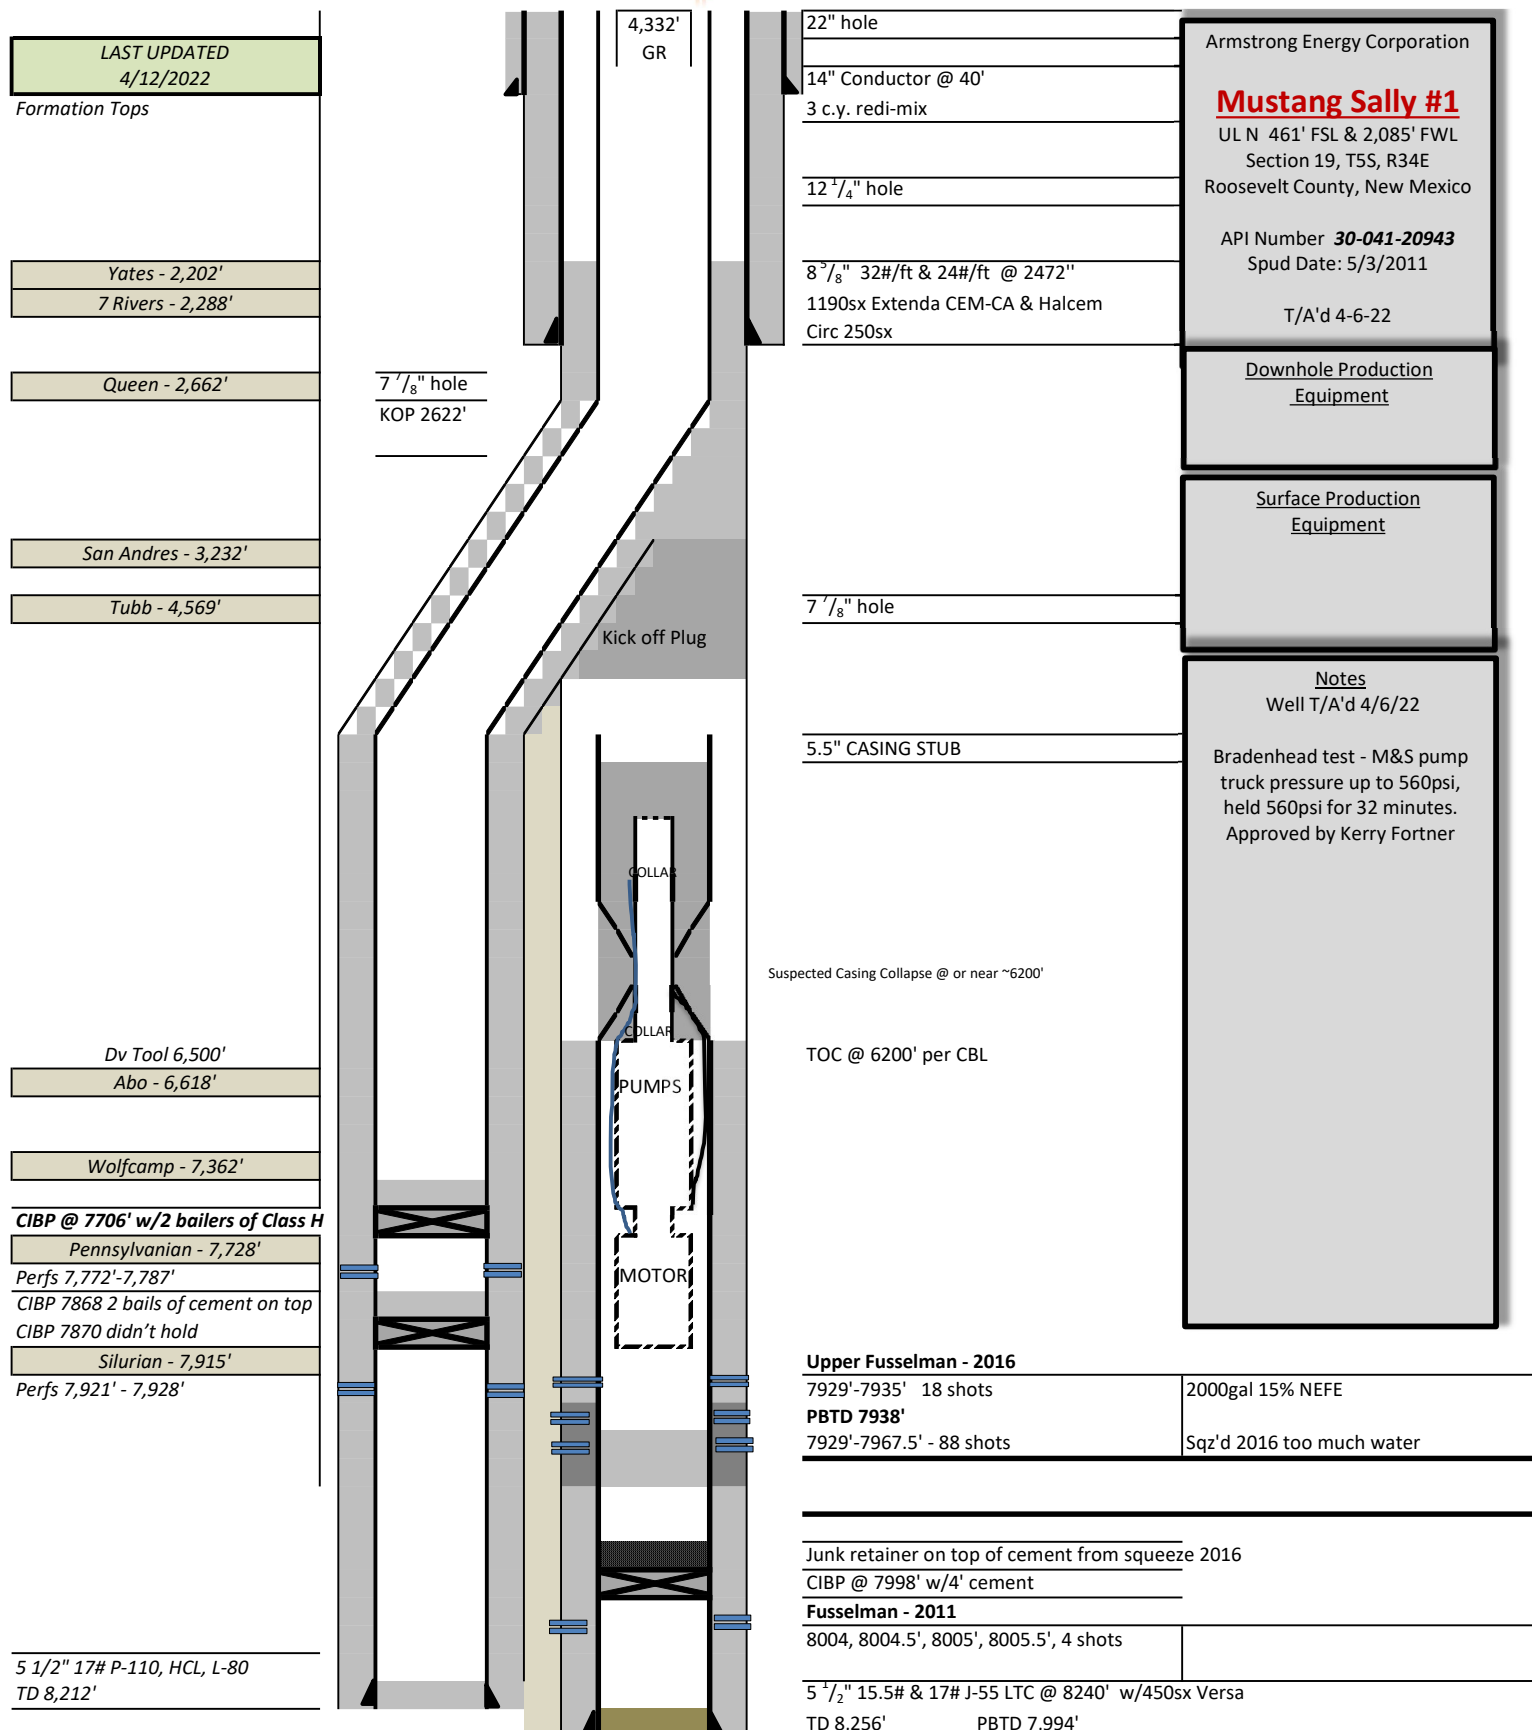 4,332'
GR
LAST UPDATED
4/12/2022
Formation Tops
Yates - 2,202'
7 Rivers - 2,288'
Queen - 2,662'
San Andres - 3,232'
Tubb - 4,569'
Dv Tool 6,500'
Abo - 6,618'
Wolfcamp - 7,362'
CIBP @ 7706' w/2 bailers of Class H
Pennsylvanian - 7,728'
Perfs 7,772'-7,787'
CIBP 7868 2 bails of cement on top
CIBP 7870 didn’t hold
Silurian - 7,915'
Perfs 7,921' - 7,928'
5 1/2" 17# P-110, HCL, L-80
TD 8,212'
7 7/8" hole
KOP 2622'
Kick off Plug
COLLAR
COLLAR
PUMPS
MOTOR
22" hole
14" Conductor @ 40'
3 c.y. redi-mix
12 1/4" hole
8 5/8" 32#/ft & 24#/ft @ 2472''
1190sx Extenda CEM-CA & Halcem
Circ 250sx
7 7/8" hole
5.5" CASING STUB
Suspected Casing Collapse @ or near ~6200'
TOC @ 6200' per CBL
Upper Fusselman - 2016
7929'-7935' 18 shots 2000gal 15% NEFE
PBTD 7938'
7929'-7967.5' - 88 shots Sqz'd 2016 too much water
Junk retainer on top of cement from squeeze 2016
CIBP @ 7998' w/4' cement
Fusselman - 2011
8004, 8004.5', 8005', 8005.5', 4 shots
5 1/2" 15.5# & 17# J-55 LTC @ 8240' w/450sx Versa
TD 8,256' PBTD 7,994'
Armstrong Energy Corporation
Mustang Sally #1
UL N 461' FSL & 2,085' FWL
Section 19, T5S, R34E
Roosevelt County, New Mexico
API Number 30-041-20943
Spud Date: 5/3/2011
T/A'd 4-6-22
Downhole Production
Equipment
Surface Production
Equipment
Notes
Well T/A'd 4/6/22
Bradenhead test - M&S pump
truck pressure up to 560psi,
held 560psi for 32 minutes.
Approved by Kerry Fortner